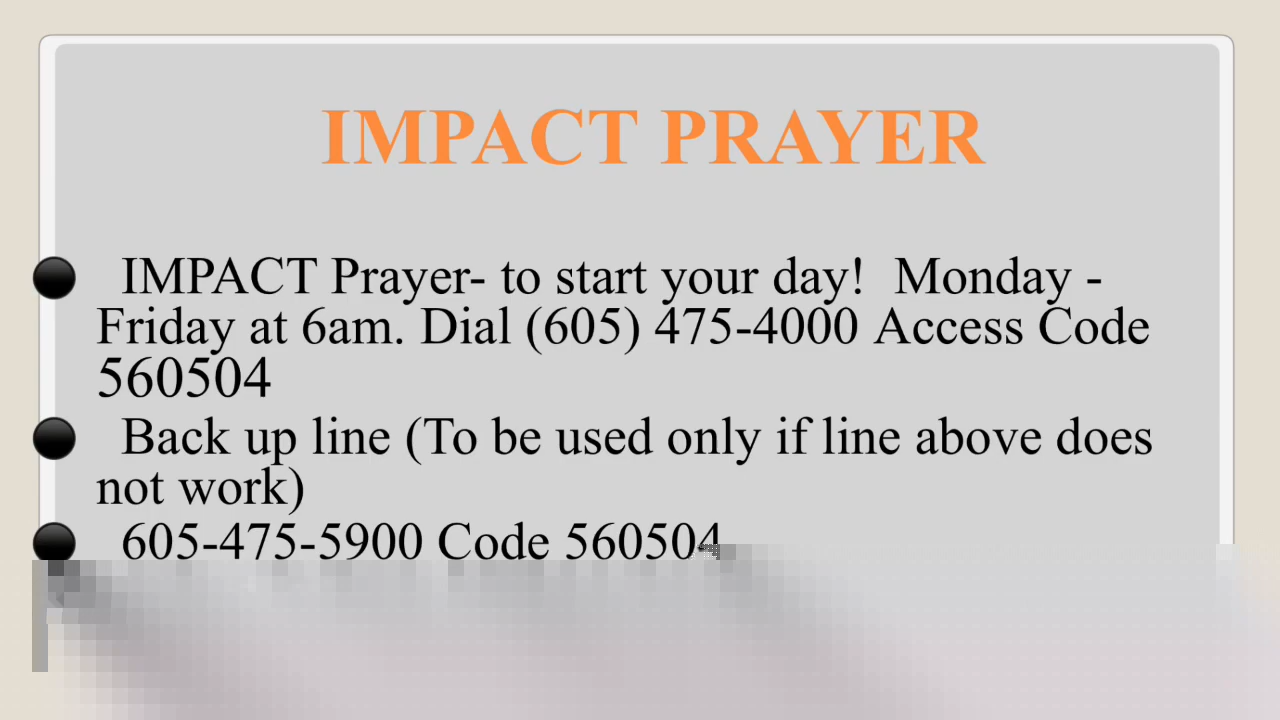 IMPACT PRAYER
IMPACT Prayer- to start your day!  Monday -
Friday at 6am. Dial (605) 475-4000 Access Code
560504
Back up line (To be used only if line above does
not work)
605-475-5900 Code 560504